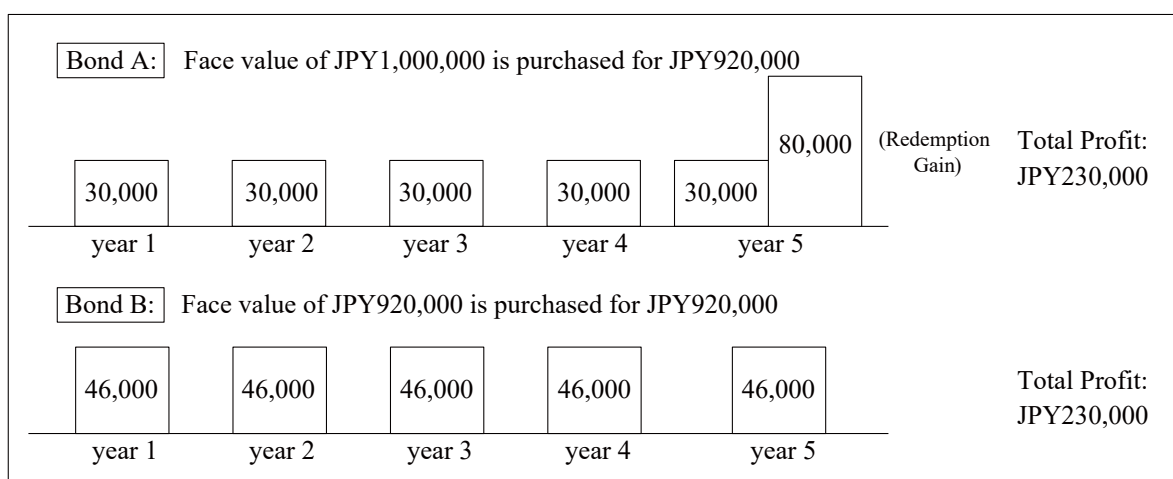 Bond A: Face value of JPY1,000,000 is purchased for JPY920,000
80,000
(Redemption
Gain)
Total Profit:
JPY230,000
30,000 30,000 30,000 30,000 30,000
year 1 year 2 year 3 year 4 year 5
Bond B: Face value of JPY920,000 is purchased for JPY920,000
46,000 46,000 46,000 46,000 46,000
Total Profit:
JPY230,000
year 1 year 2 year 3 year 4 year 5